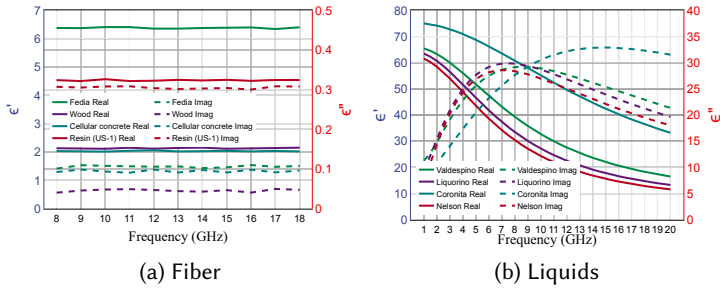 7
6
5
4
3
2
1
0
ε'
0.5
0.4
0.3
0.2
0.1
0
ε"
Fedia Real
Fedia Imag
Wood Real
Wood Imag
Cellular concrete Real
Cellular concrete Imag
Resin (US-1) Real
Resin (US-1) Imag
8 9 10 11 12 13 14 15 16 17 18
Frequency (GHz)
(a) Fiber
80
70
60
50
40
30
20
10
0
ε'
40
35
30
25
20
15
10
5
0
ε"
Valdespino Real
Valdespino Imag
Liquorino Real
Liquorino Imag
Coronita Real
Coronita Imag
Nelson Real
Nelson Imag
1 2 3 4 5 6 7 8 9 10 11 12 13 14 15 16 17 18 19 20
Frequency (GHz)
(b) Liquids